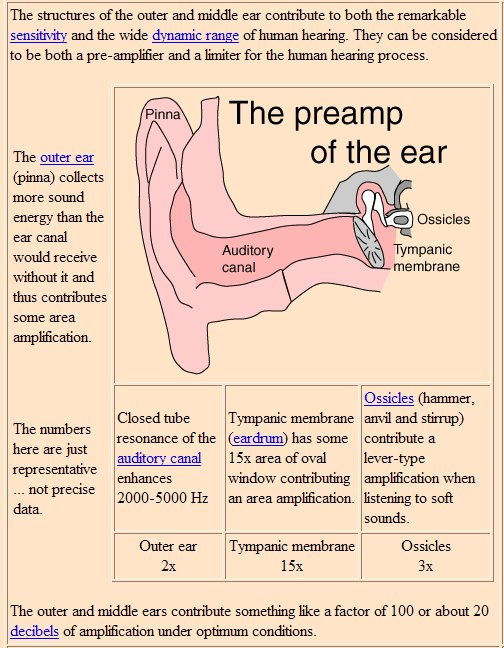 The structures of the outer and middle ear contribute to both the remarkable
sensitivity and the wide dynamic range of human hearing. They can be considered
to be both a pre-amplifier and a limiter for the human hearing process.
The outer ear
(pinna) collects
more sound
energy than the
ear canal
would receive
without it and
thus contributes
some area
amplification.
Pinna
The preamp
of the ear
Auditory
canal
Ossicles
Tympanic
membrane
The numbers
here are just
representative
... not precise
data.
Closed tube
resonance of the
auditory canal
enhances
2000-5000 Hz
Tympanic membrane
(eardrum) has some
15x area of oval
window contributing
an area amplification.
Ossicles (hammer,
anvil and stirrup)
contribute a
lever-type
amplification when
listening to soft
sounds.
Outer ear
2x
Tympanic membrane
15x
Ossicles
3x
The outer and middle ears contribute something like a factor of 100 or about 20
decibels of amplification under optimum conditions.